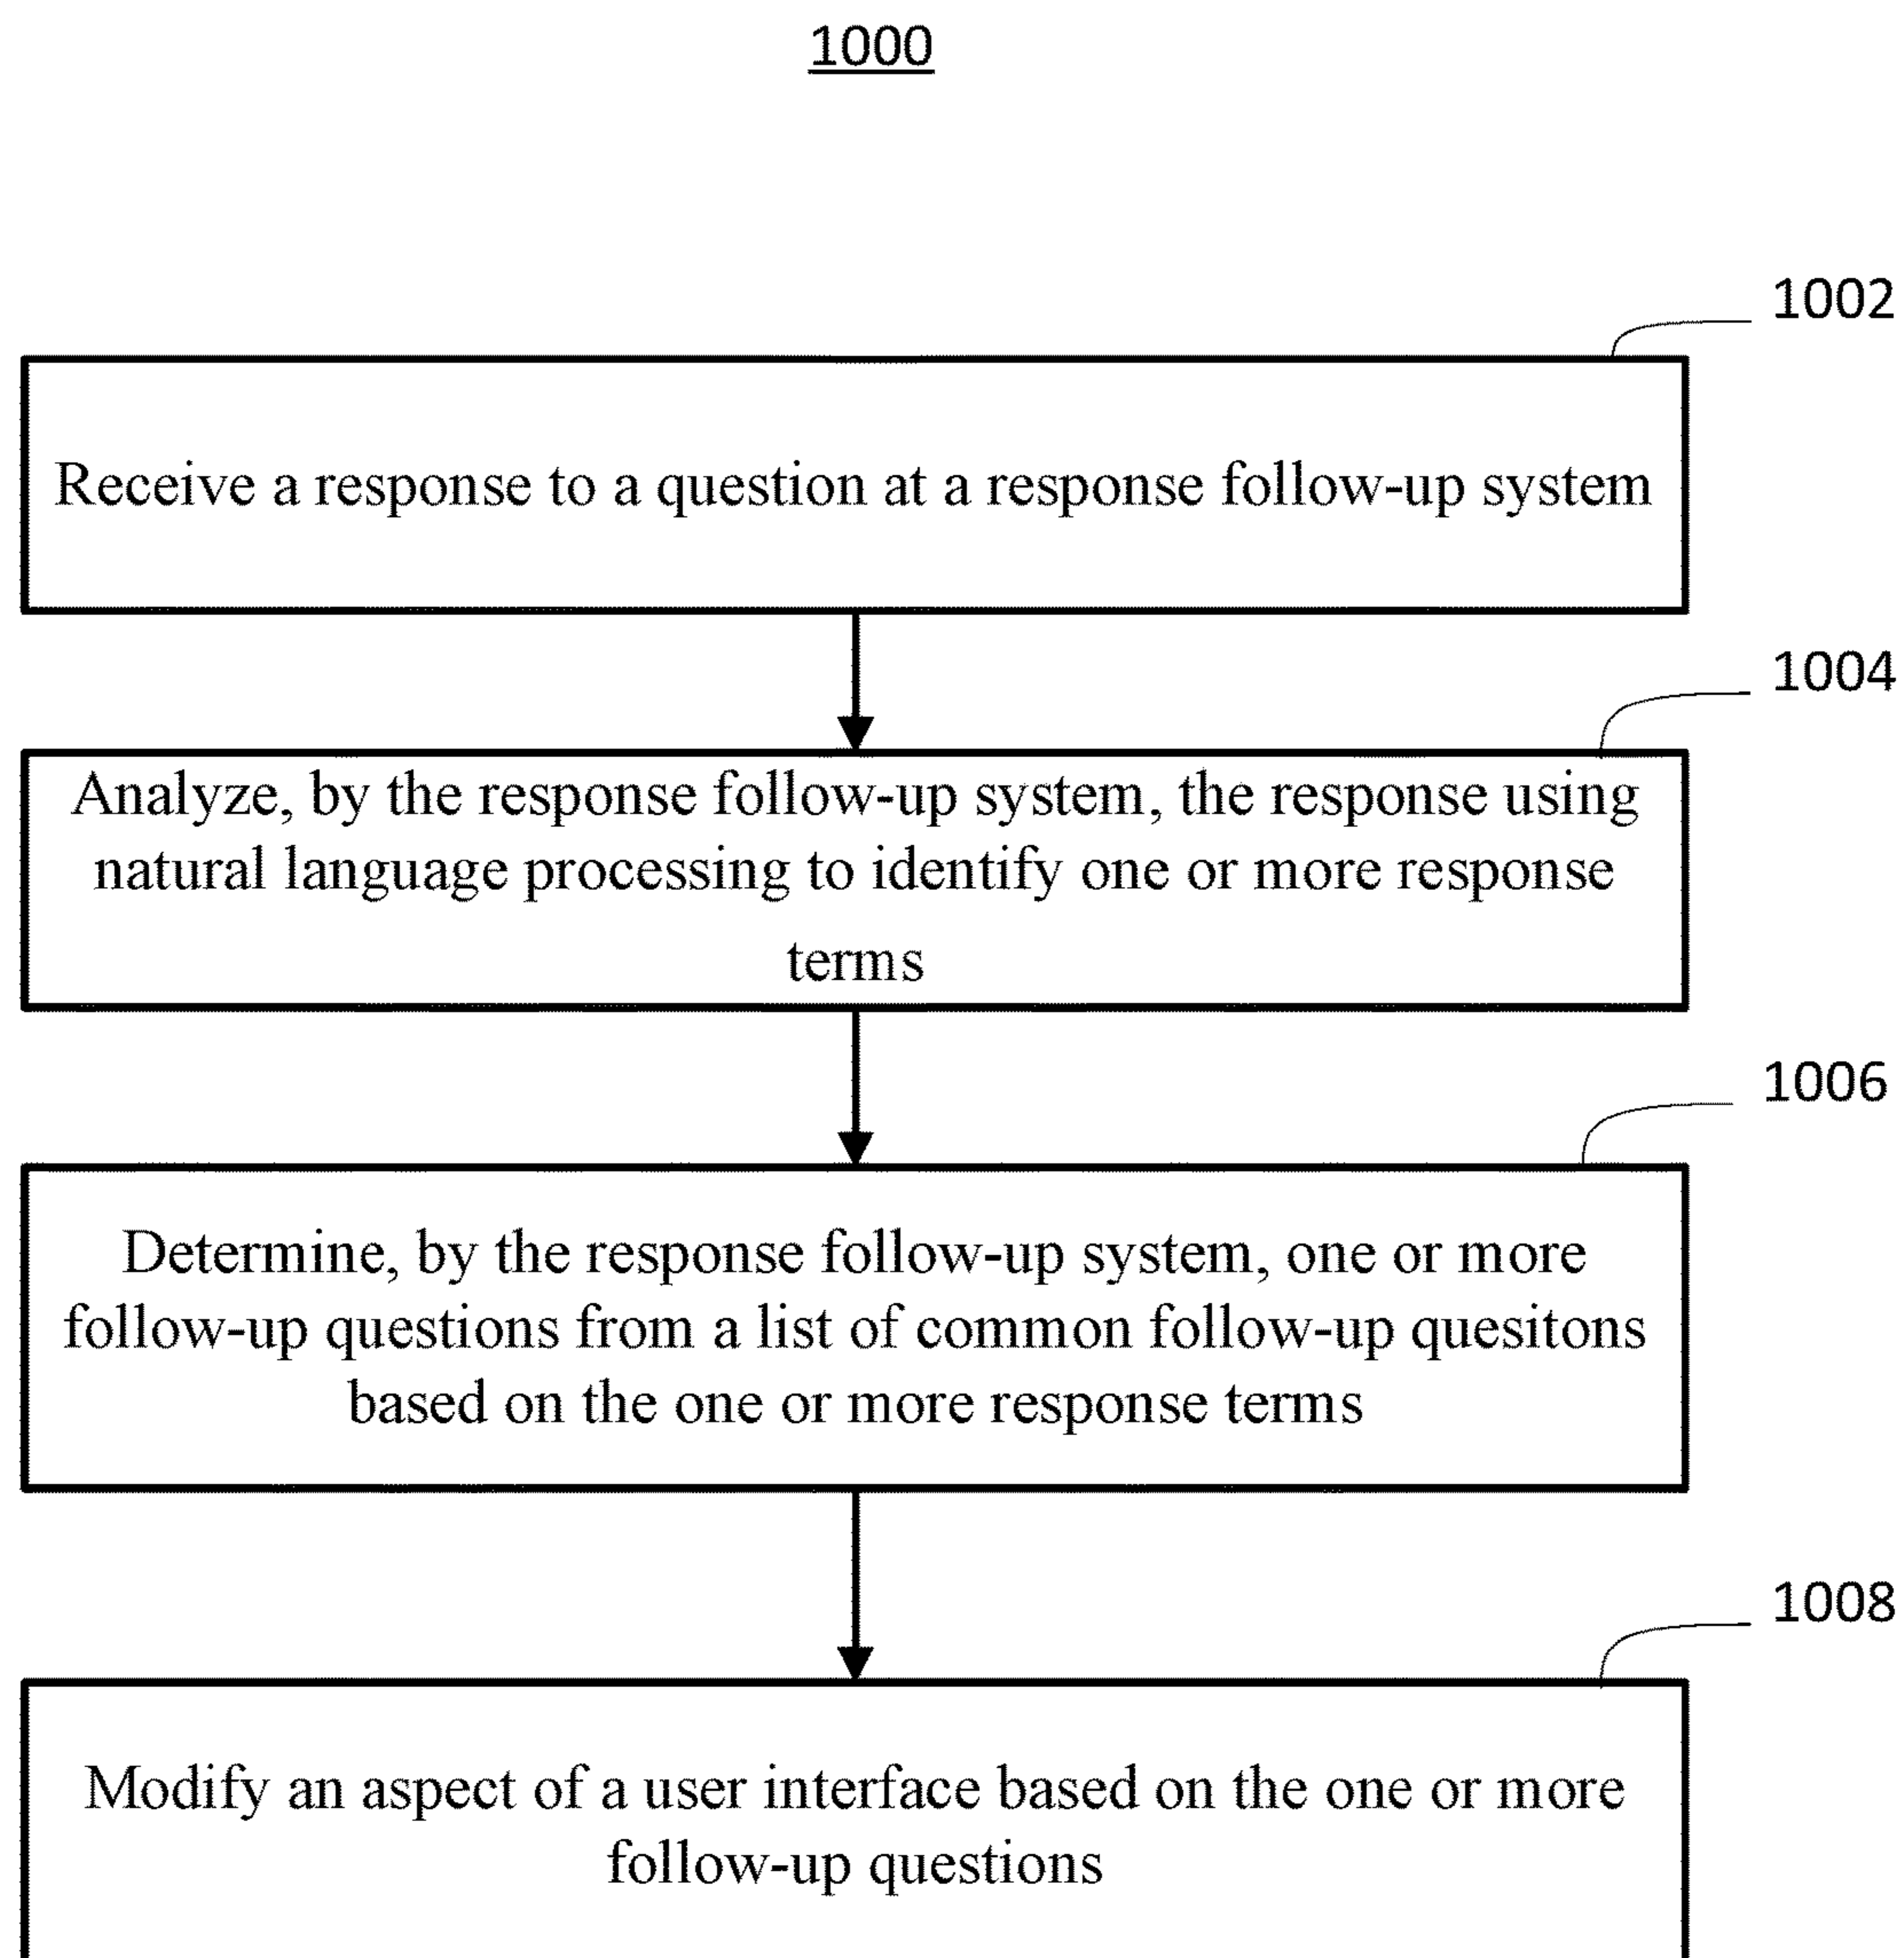 1000
1002
Receive a response to a question at a response follow-up system
1004
Analyze, by the response follow-up system, the response using
natural language processing to identify one or more response
terms
1006
Determine, by the response follow-up system, one or more
follow-up questions from a list of common follow-up quesitons
based on the one or more response terms
1008
Modify an aspect of a user interface based on the one or more
follow-up questions